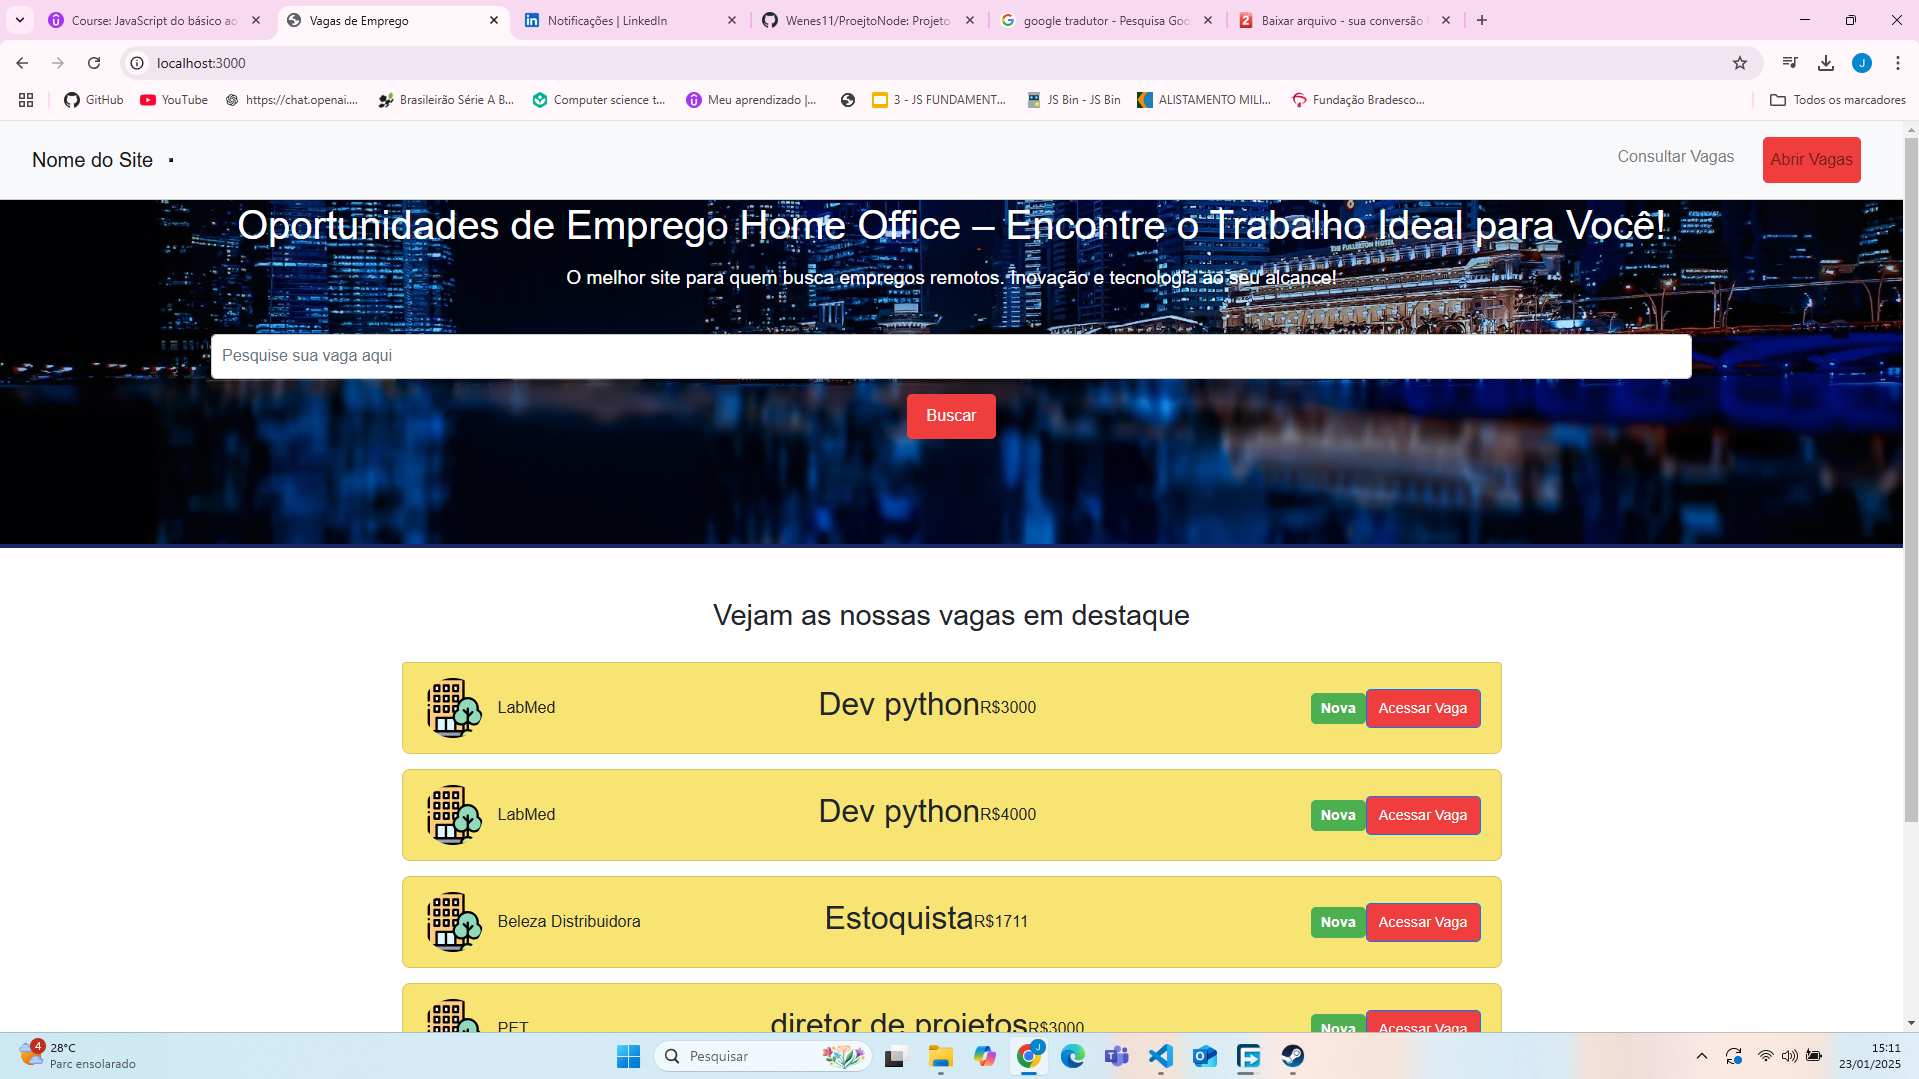 Course: JavaScript do básico ao
Vagas de Emprego
Notificações | LinkedIn
Wenes11/ProejtoNode: Projeto
google tradutor - Pesquisa Goo
Baixar arquivo - sua conversão
localhost:3000
J
GitHub
YouTube
https://chat.openai....
Brasileirão Série A B...
Computer science t...
Meu aprendizado |...
3 - JS FUNDAMENT...
JS Bin - JS Bin
ALISTAMENTO MILI...
Fundação Bradesco...
Todos os marcadores
Nome do Site
Consultar Vagas
Abrir Vagas
Oportunidades de Emprego Home Office – Encontre o Trabalho Ideal para Você!
THE FULLERTON HOTEL
O melhor site para quem busca empregos remotos. Inovação e tecnologia ao seu alcance!
Pesquise sua vaga aqui
Buscar
Vejam as nossas vagas em destaque
LabMed
Dev pythonR$3000
Nova
Acessar Vaga
LabMed
Dev pythonR$4000
Nova
Acessar Vaga
Beleza Distribuidora
EstoquistaR$1711
Nova
Acessar Vaga
PET
diretor de projetosR$3000
Nova
Acessar Vaga
4
28°C
Parc ensolarado
Pesquisar
J
15:11
23/01/2025